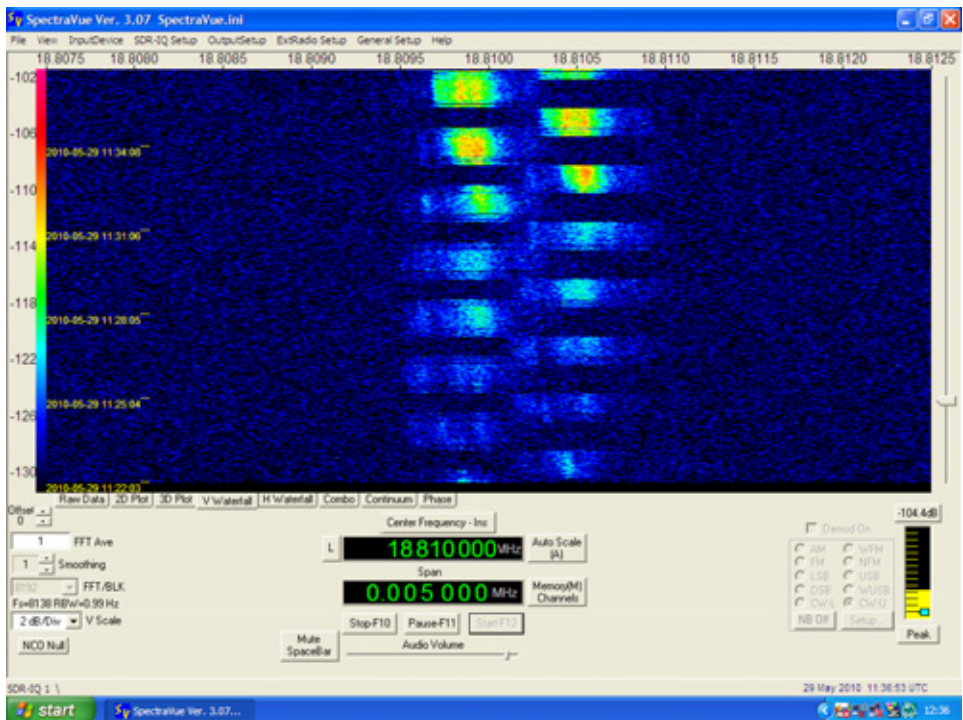 SpectraVue Ver. 3.07 SpectraVue.ini
File View InputDevice SDR-IQ Setup OutputSetup ExtRadio Setup General Setup Help
18.8075 18.8080 18.8085 18.8090 18.8095 18.8100 18.8105 18.8110 18.8115 18.8120 18.8125
-102
-106
2010-05-29 11:34:08
-110
2010-05-29 11:31:06
-114
-118
2010-05-29 11:28:05
-122
2010-05-29 11:25:04
-126
-130
2010-05-29 11:22:03
Raw Data 2D Plot 3D Plot V Waterfall H Waterfall Combo Continuum Phase
Offset
0
Center Frequency - Ins
-104.4dB
1 FFT Ave
L 18.810 000 MHz
Auto Scale (A)
Demod On
1 Smoothing
Span
AM WFM
FM NFM
LSB USB
DSB WUSB
CW-L CW-U
8192 FFT/BLK
0.005 000 MHz
Memory(M) Channels
Fs=8138 RBW=0.99 Hz
2 dB/Div V Scale
Stop-F10 Pause-F11 Start-F12
NB Off Setup...
NCO Null
Mute SpaceBar
Audio Volume
Peak
SDR-IQ 1 \
29 May 2010 11:36:53 UTC
start
SpectraVue Ver. 3.07...
12:36